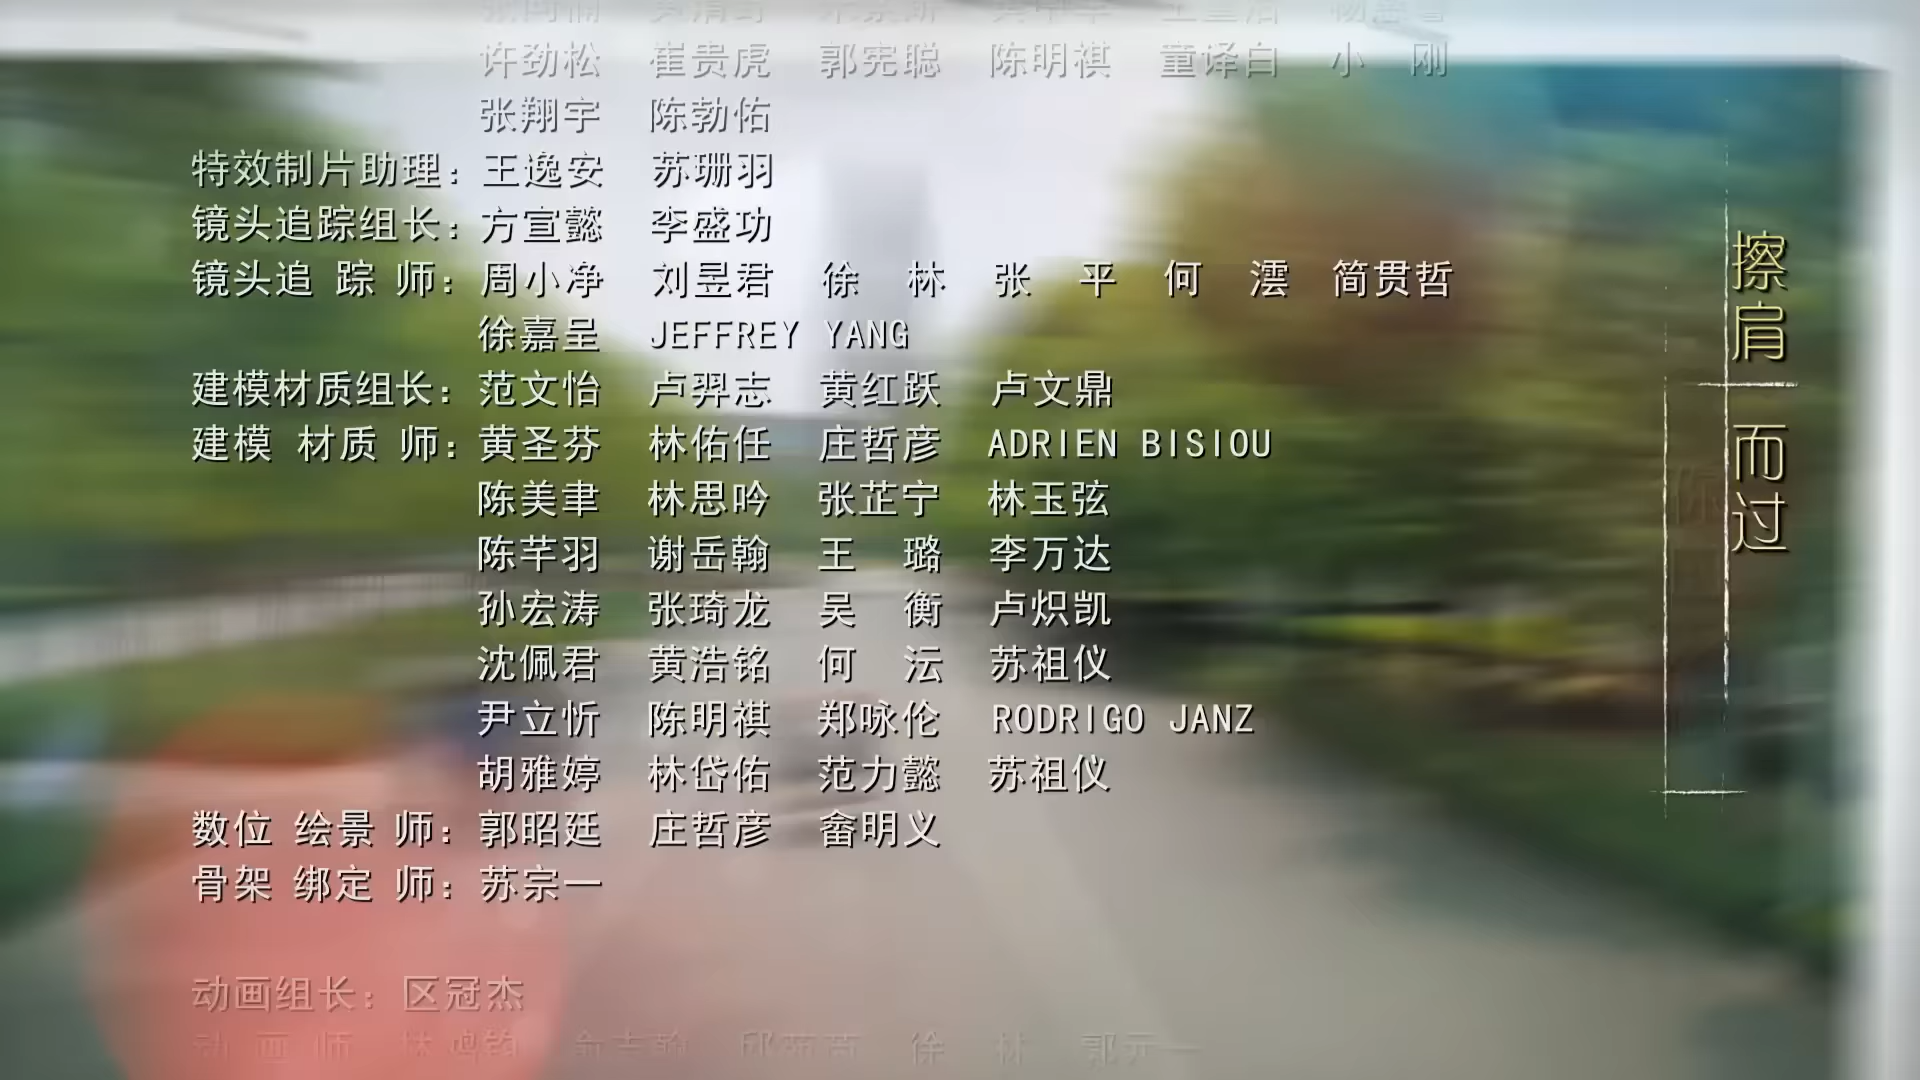 许劲松 崔贵虎 郭宪聪 陈明祺 童译白 小 刚
张翔宇 陈勃佑
特效制片助理：王逸安 苏珊羽
镜头追踪组长：方宣懿 李盛功
镜头追 踪 师：周小净 刘昱君 徐 林 张 平 何 澐 简贯哲
徐嘉呈 JEFFREY YANG
建模材质组长：范文怡 卢羿志 黄红跃 卢文鼎
建模 材质 师：黄圣芬 林佑任 庄哲彦 ADRIEN BISIOU
陈美聿 林思吟 张芷宁 林玉弦
陈芊羽 谢岳翰 王 璐 李万达
孙宏涛 张琦龙 吴 衡 卢炽凯
沈佩君 黄浩铭 何 沄 苏祖仪
尹立忻 陈明祺 郑咏伦 RODRIGO JANZ
胡雅婷 林岱佑 范力懿 苏祖仪
数位 绘景 师：郭昭廷 庄哲彦 畲明义
骨架 绑定 师：苏宗一
动画组长：区冠杰
擦肩而过